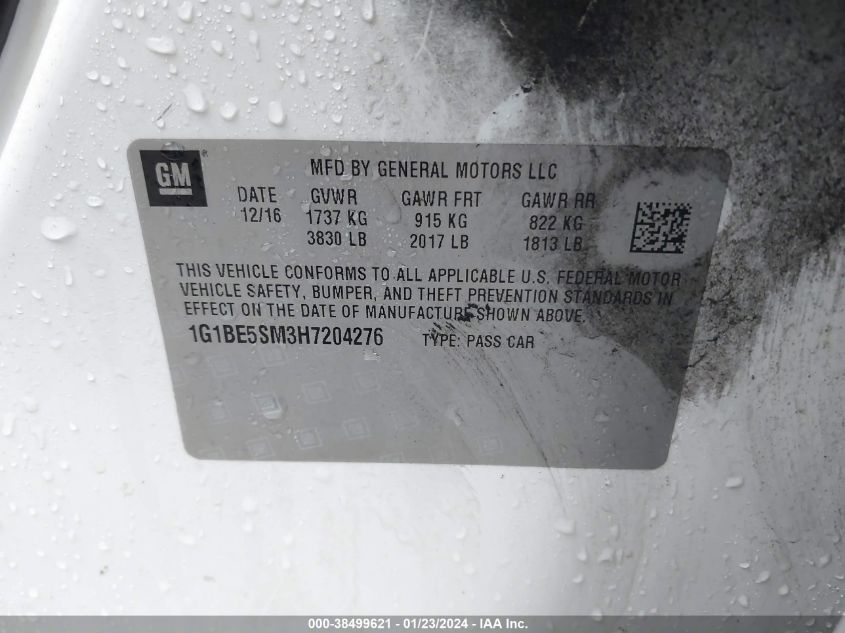 GM
MFD BY GENERAL MOTORS LLC
DATE GVWR GAWR FRT GAWR RR
12/16 1737 KG 915 KG 822 KG
3830 LB 2017 LB 1813 LB
THIS VEHICLE CONFORMS TO ALL APPLICABLE U.S. FEDERAL MOTOR
VEHICLE SAFETY, BUMPER, AND THEFT PREVENTION STANDARDS IN
EFFECT ON THE DATE OF MANUFACTURE SHOWN ABOVE.
1G1BE5SM3H7204276 TYPE: PASS CAR
000-38499621 - 01/23/2024 - IAA Inc.